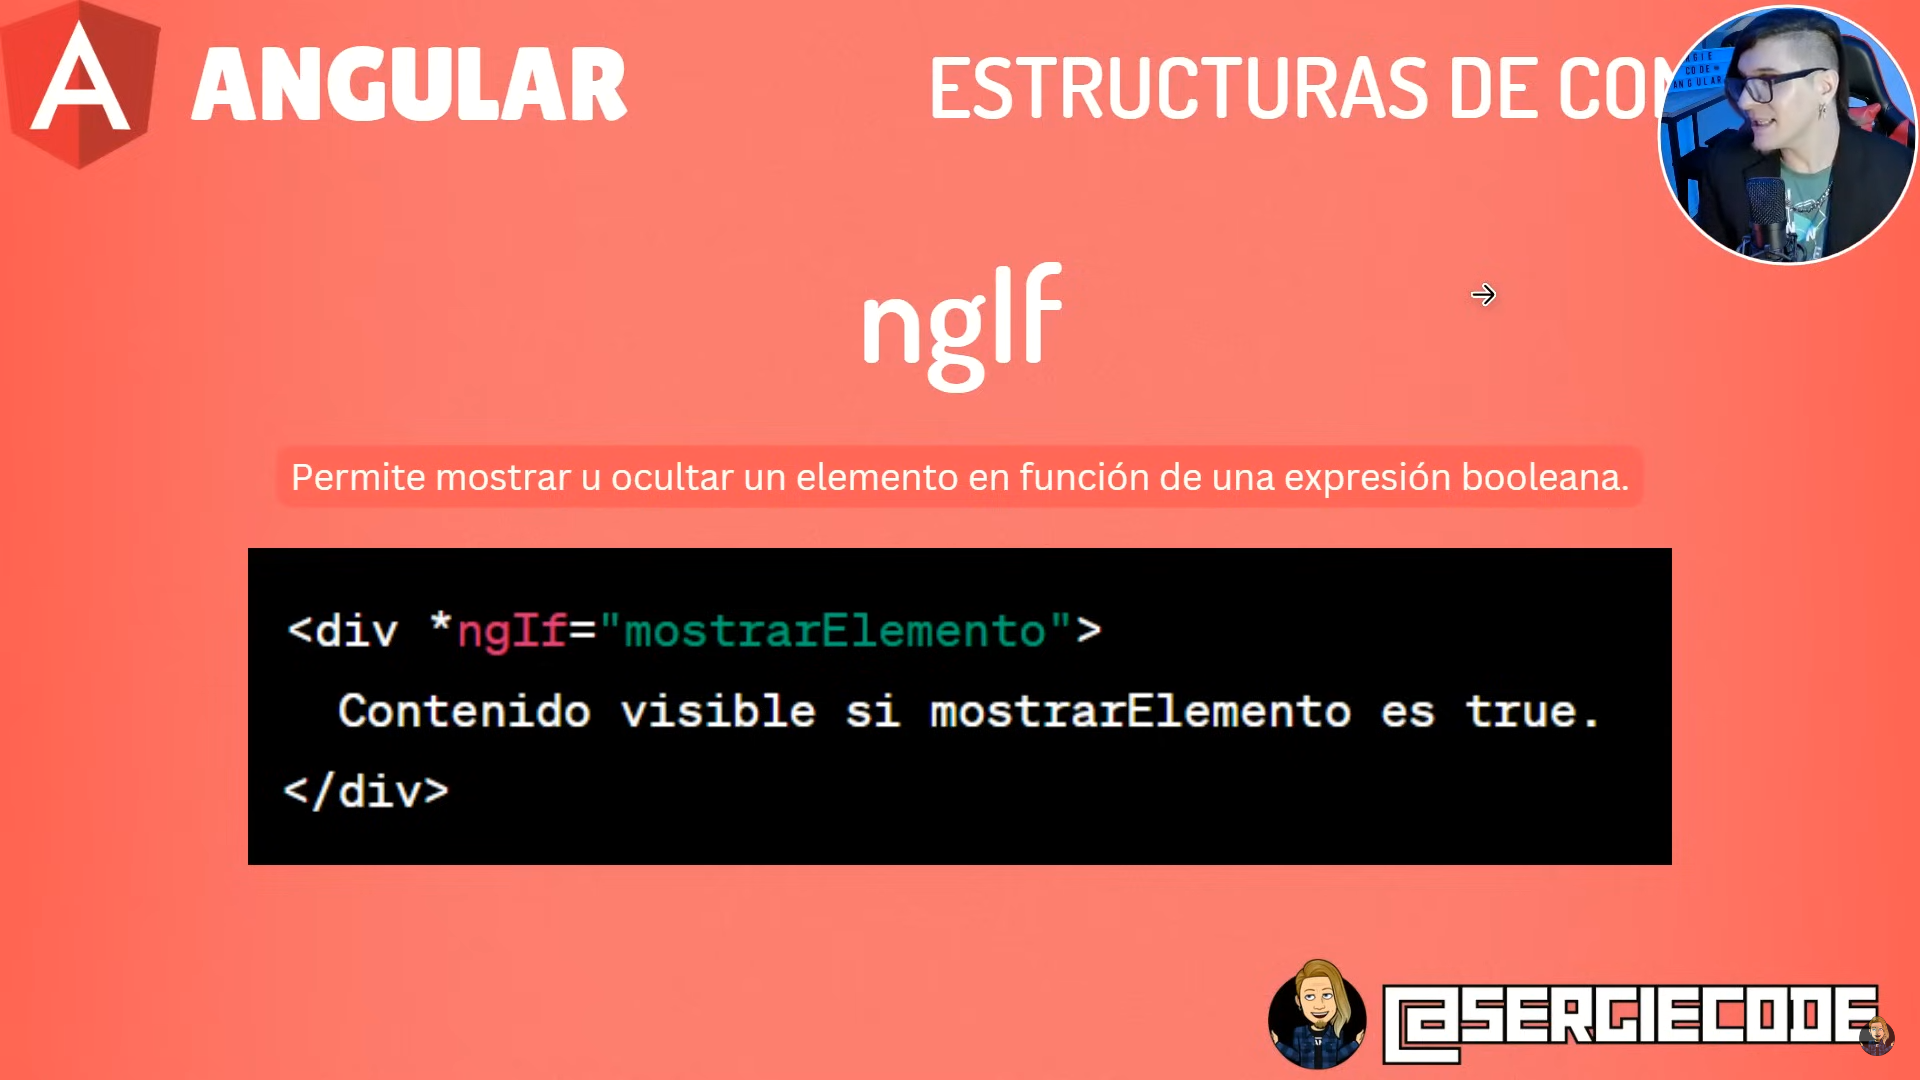 ANGULAR
ESTRUCTURAS DE CON
ngIf
Permite mostrar u ocultar un elemento en función de una expresión booleana.
<div *ngIf="mostrarElemento">
Contenido visible si mostrarElemento es true.
</div>
@SERGIECODE